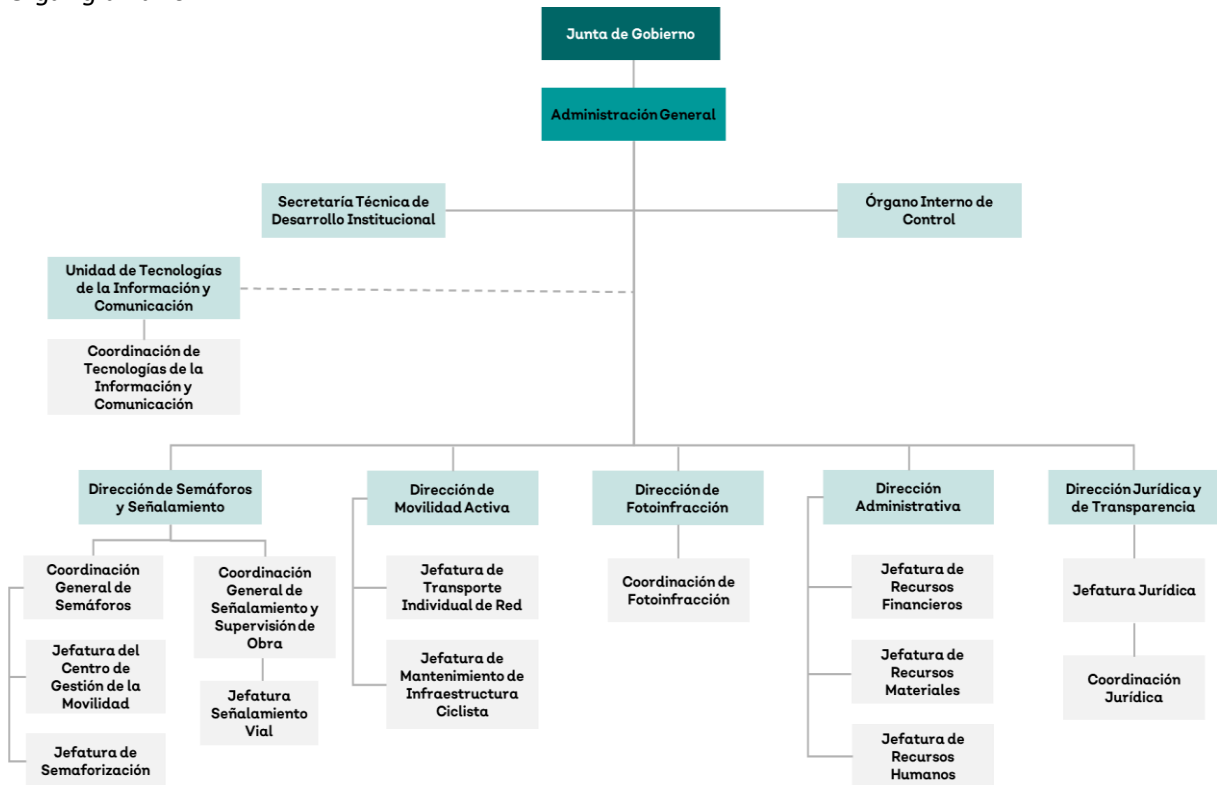 Junta de Gobierno
Administración General
Secretaría Técnica de
Desarrollo Institucional
Órgano Interno de
Control
Unidad de Tecnologías
de la Información y
Comunicación
Coordinación de
Tecnologías de la
Información y
Comunicación
Dirección de Semáforos
y Señalamiento
Coordinación
General de
Semáforos
Jefatura del
Centro de
Gestión de la
Movilidad
Jefatura de
Semaforización
Coordinación
General de
Señalamiento y
Supervisión de
Obra
Jefatura
Señalamiento
Vial
Dirección de
Movilidad Activa
Jefatura de
Transporte
Individual de Red
Jefatura de
Mantenimiento de
Infraestructura
Ciclista
Dirección de
Fotoinfracción
Coordinación de
Fotoinfracción
Dirección
Administrativa
Jefatura de
Recursos
Financieros
Jefatura de
Recursos
Materiales
Jefatura de
Recursos
Humanos
Dirección Jurídica y
de Transparencia
Jefatura Jurídica
Coordinación
Jurídica